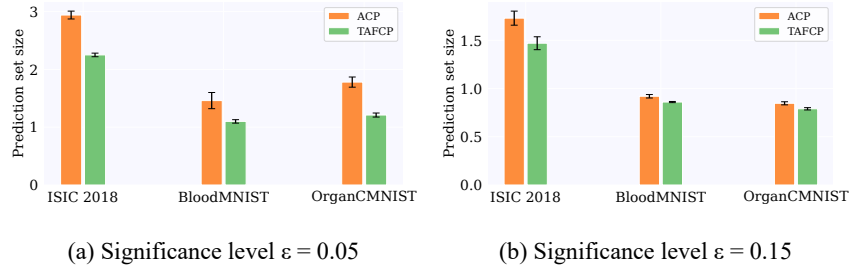 Prediction set size
3
2
1
0
ACP
TAFCP
ISIC 2018
BloodMNIST
OrganCMNIST
(a) Significance level ε = 0.05
Prediction set size
1.5
1.0
0.5
0.0
ACP
TAFCP
ISIC 2018
BloodMNIST
OrganCMNIST
(b) Significance level ε = 0.15